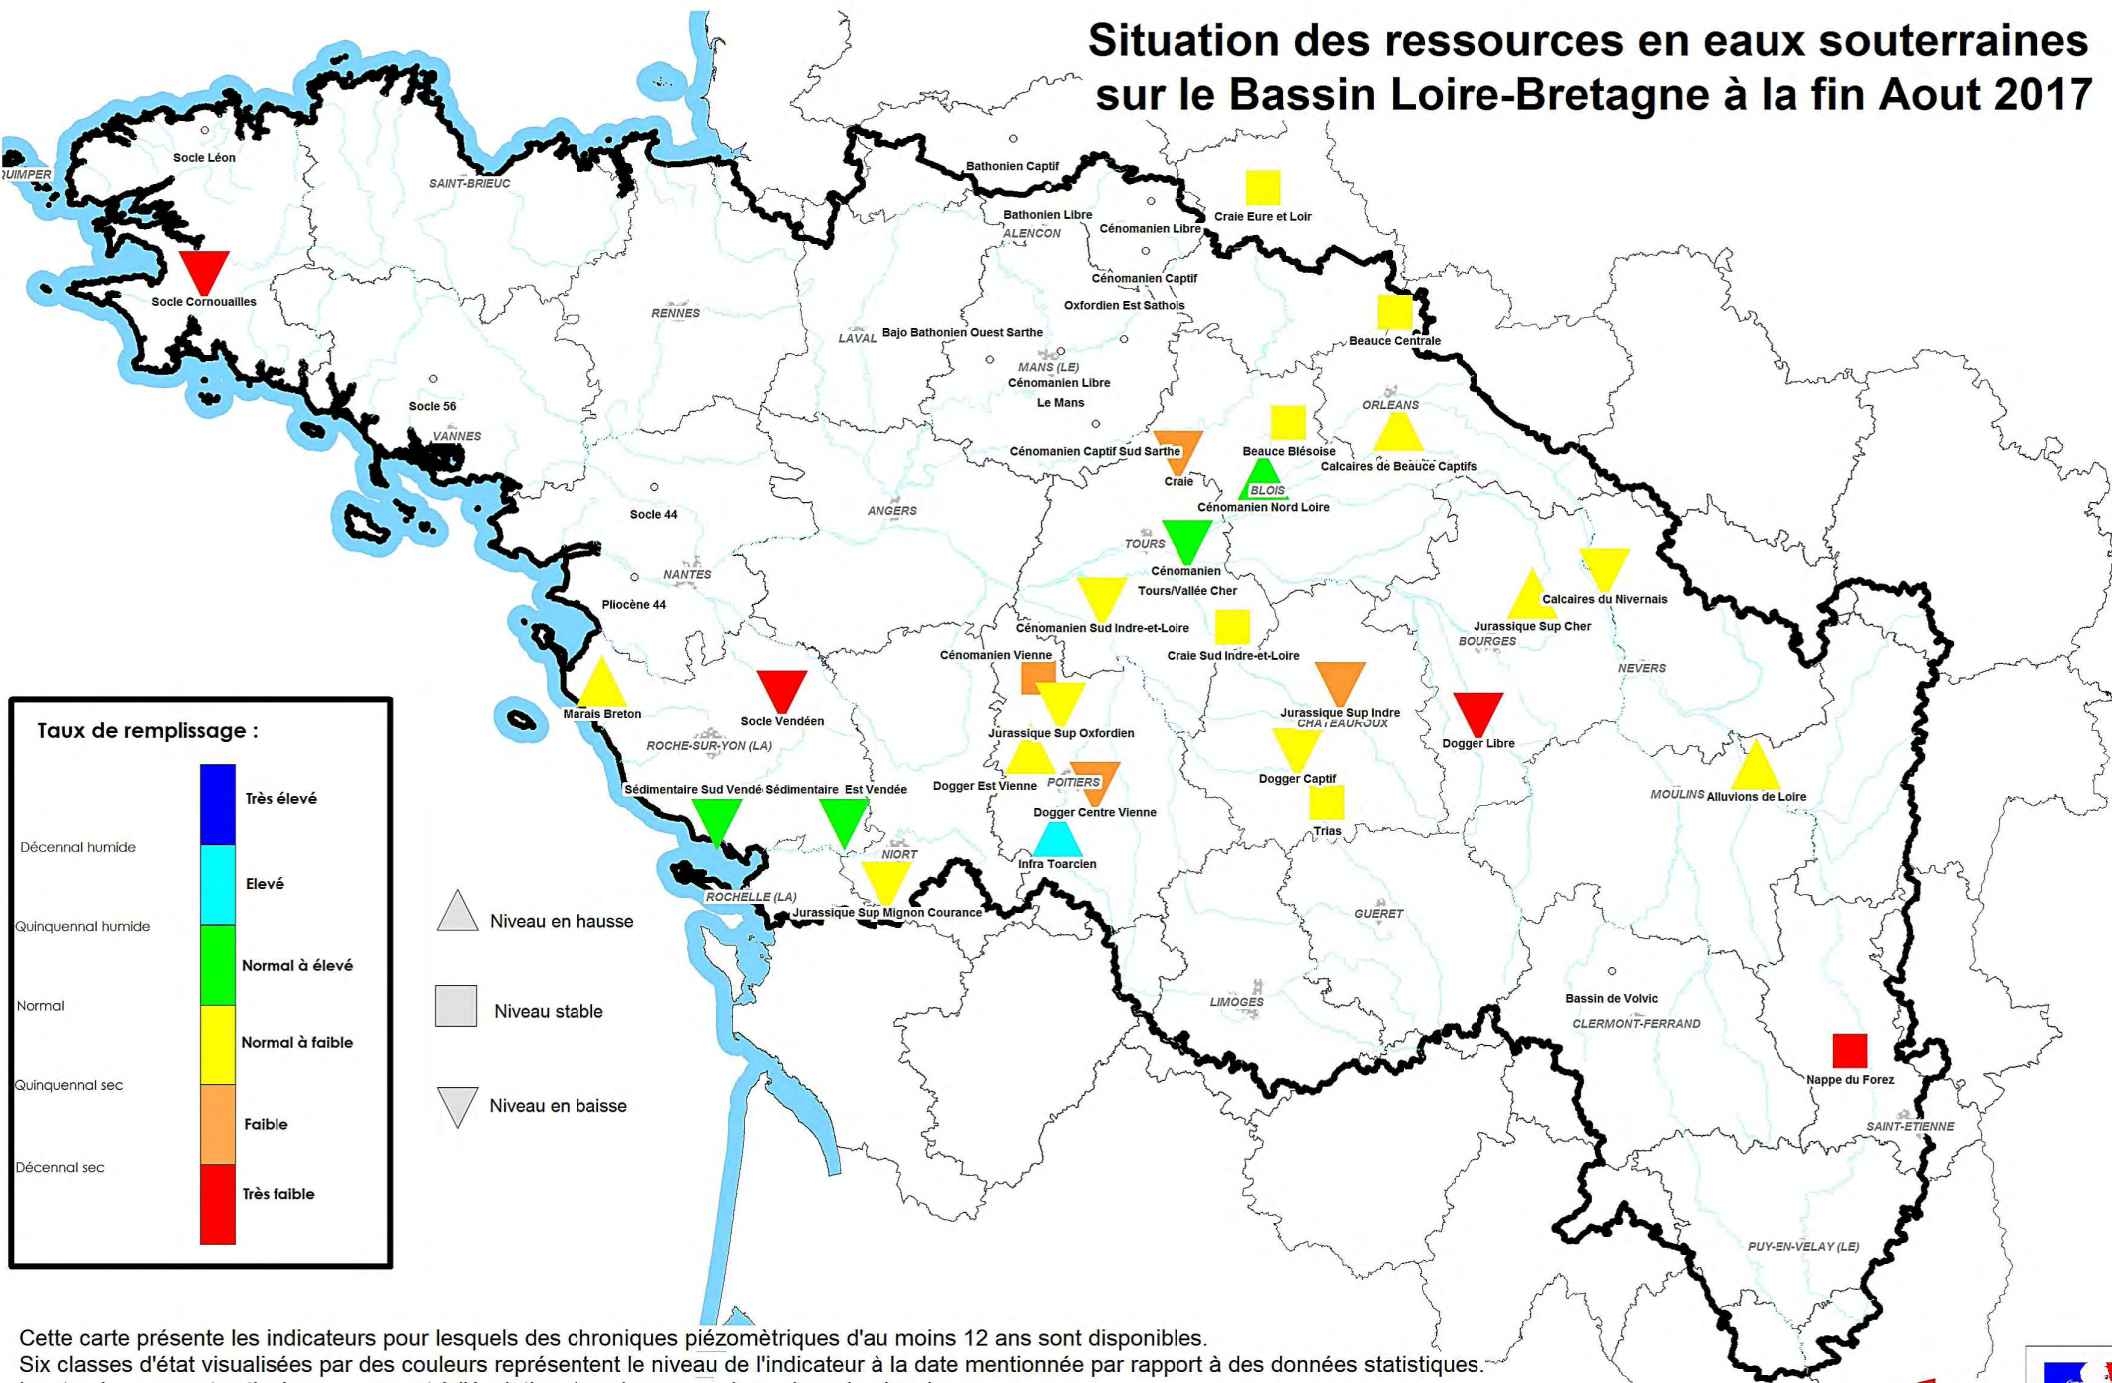 Situation des ressources en eaux souterraines
sur le Bassin Loire-Bretagne à la fin Aout 2017
Socle Léon
QUIMPER
SAINT-BRIEUC
Bathonien Captif
Craie Eure et Loir
Bathonien Libre
ALENCON
Cénomanien Libre
Cénomanien Captif
Socle Cornouailles
Oxfordien Est Sathois
RENNES
LAVAL
Bajo Bathonien Ouest Sarthe
Beauce Centrale
MANS (LE)
Cénomanien Libre
Le Mans
Socle 56
VANNES
ORLEANS
Cénomanien Captif Sud Sarthe
Beauce Blésoise
Calcaires de Beauce Captifs
Craie
BLOIS
Cénomanien Nord Loire
Socle 44
ANGERS
TOURS
Cénomanien
Tours/Vallée Cher
NANTES
Pliocène 44
Calcaires du Nivernais
Cénomanien Sud Indre-et-Loire
Jurassique Sup Cher
BOURGES
Cénomanien Vienne
Craie Sud Indre-et-Loire
NEVERS
Marais Breton
Socle Vendéen
Jurassique Sup Indre
CHATEAUROUX
Jurassique Sup Oxfordien
Dogger Libre
ROCHE-SUR-YON (LA)
Dogger Captif
Sédimentaire Sud Vendé
Sédimentaire Est Vendée
Dogger Est Vienne
POITIERS
MOULINS
Alluvions de Loire
Dogger Centre Vienne
Trias
NIORT
Infra Toarcien
ROCHELLE (LA)
Jurassique Sup Mignon Courance
GUERET
LIMOGES
Bassin de Volvic
CLERMONT-FERRAND
Nappe du Forez
SAINT-ETIENNE
PUY-EN-VELAY (LE)
Taux de remplissage :
Très élevé
Décennal humide
Elevé
Quinquennal humide
Normal à élevé
Normal
Normal à faible
Quinquennal sec
Faible
Décennal sec
Très faible
Niveau en hausse
Niveau stable
Niveau en baisse
Cette carte présente les indicateurs pour lesquels des chroniques piézomètriques d'au moins 12 ans sont disponibles.
Six classes d'état visualisées par des couleurs représentent le niveau de l'indicateur à la date mentionnée par rapport à des données statistiques.